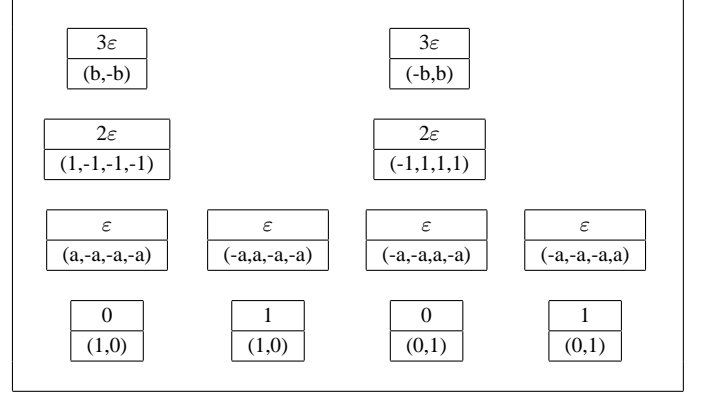 3ε 3ε
(b,-b) (-b,b)
2ε 2ε
(1,-1,-1,-1) (-1,1,1,1)
ε ε ε ε
(a,-a,-a,-a) (-a,a,-a,-a) (-a,-a,a,-a) (-a,-a,-a,a)
0 1 0 1
(1,0) (1,0) (0,1) (0,1)